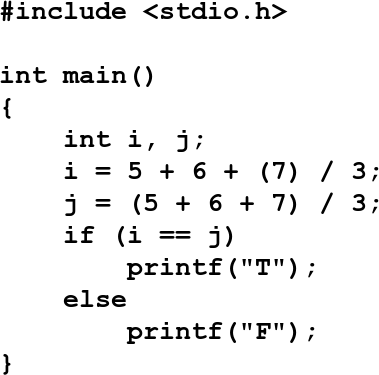 #include <stdio.h>

int main()
{
    int i, j;
    i = 5 + 6 + (7) / 3;
    j = (5 + 6 + 7) / 3;
    if (i == j)
        printf("T");
    else
        printf("F");
}